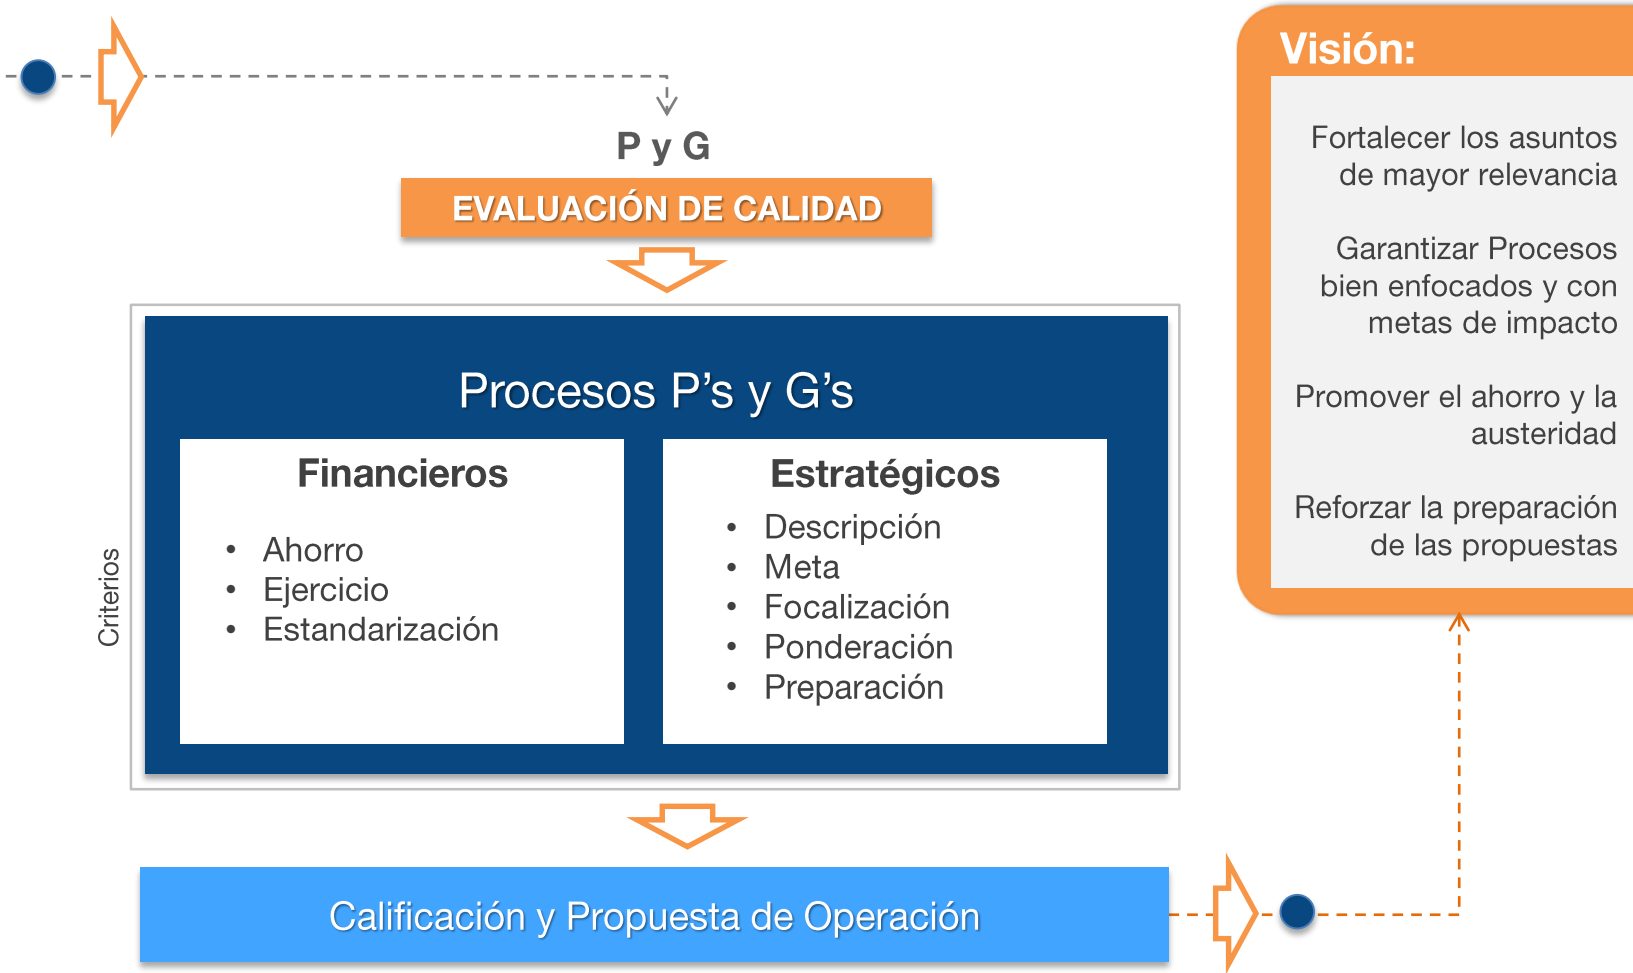 P y G
EVALUACIÓN DE CALIDAD
Criterios
Procesos P's y G's
Financieros
• Ahorro
• Ejercicio
• Estandarización
Estratégicos
• Descripción
• Meta
• Focalización
• Ponderación
• Preparación
Calificación y Propuesta de Operación
Visión:
Fortalecer los asuntos
de mayor relevancia
Garantizar Procesos
bien enfocados y con
metas de impacto
Promover el ahorro y la
austeridad
Reforzar la preparación
de las propuestas